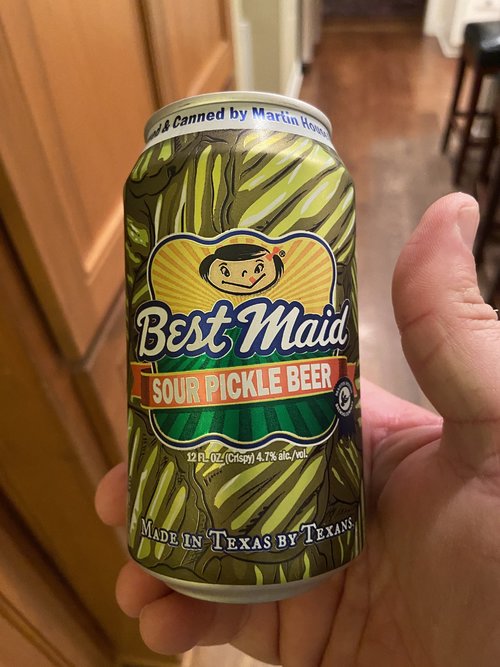 & Canned by Martin House
®
Best Maid
SOUR PICKLE BEER
12 FL. OZ. (Crispy) 4.7% alc./vol.
MADE IN TEXAS BY TEXANS.